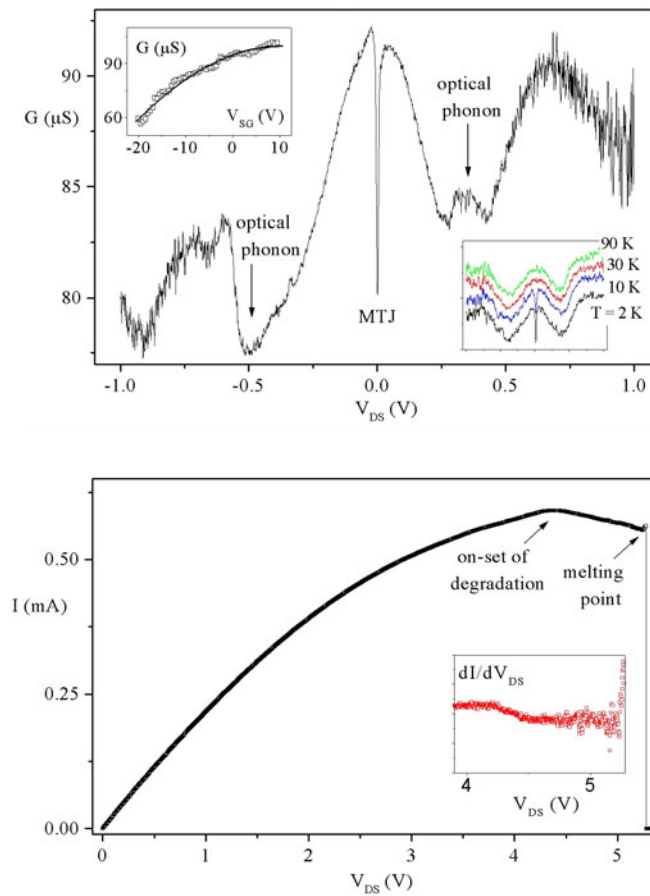 G (μS)
90
60
V_SG (V)
-20
-10
0
10
90
85
80
G (μS)
optical
phonon
optical
phonon
MTJ
90 K
30 K
10 K
T = 2 K
-1.0
-0.5
0.0
0.5
1.0
V_DS (V)
0.50
0.25
0.00
I (mA)
on-set of
degradation
melting
point
dI/dV_DS
4
5
V_DS (V)
0
1
2
3
4
5
V_DS (V)